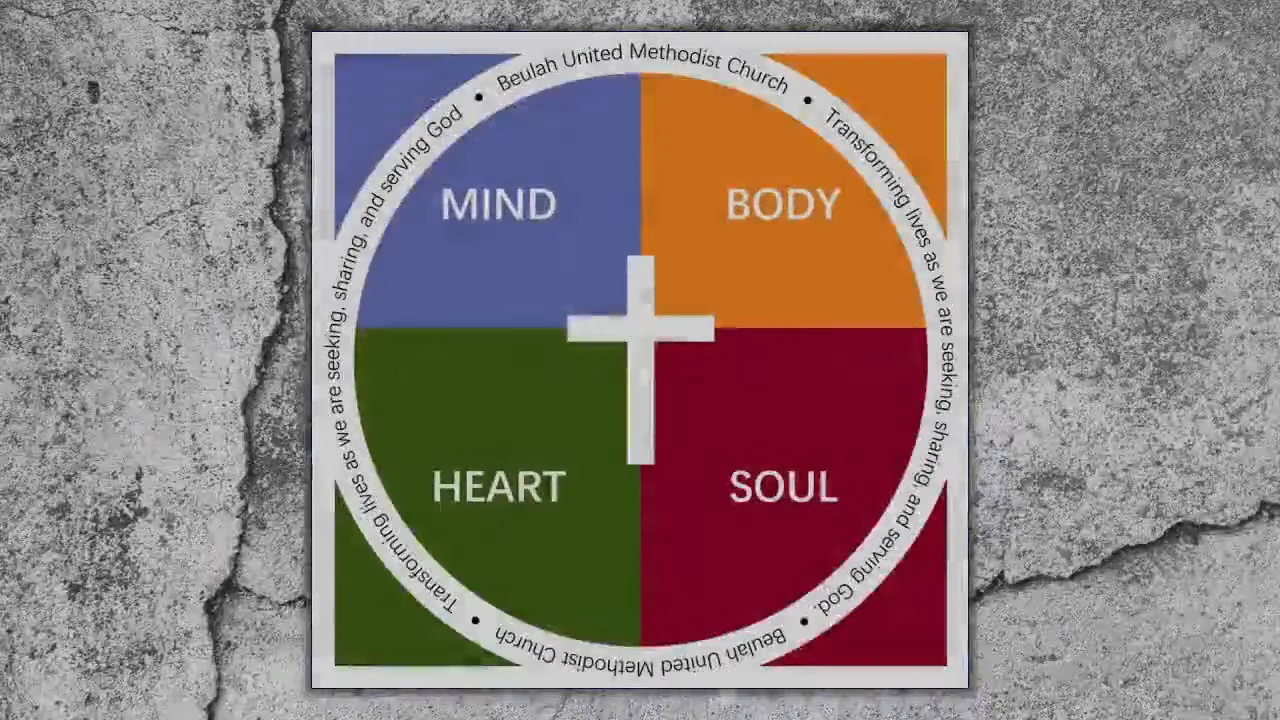 Beulah United Methodist Church • Transforming lives as we are seeking, sharing, and serving God. • Beulah United Methodist Church • Transforming lives as we are seeking, sharing, and serving God •
MIND
BODY
HEART
SOUL